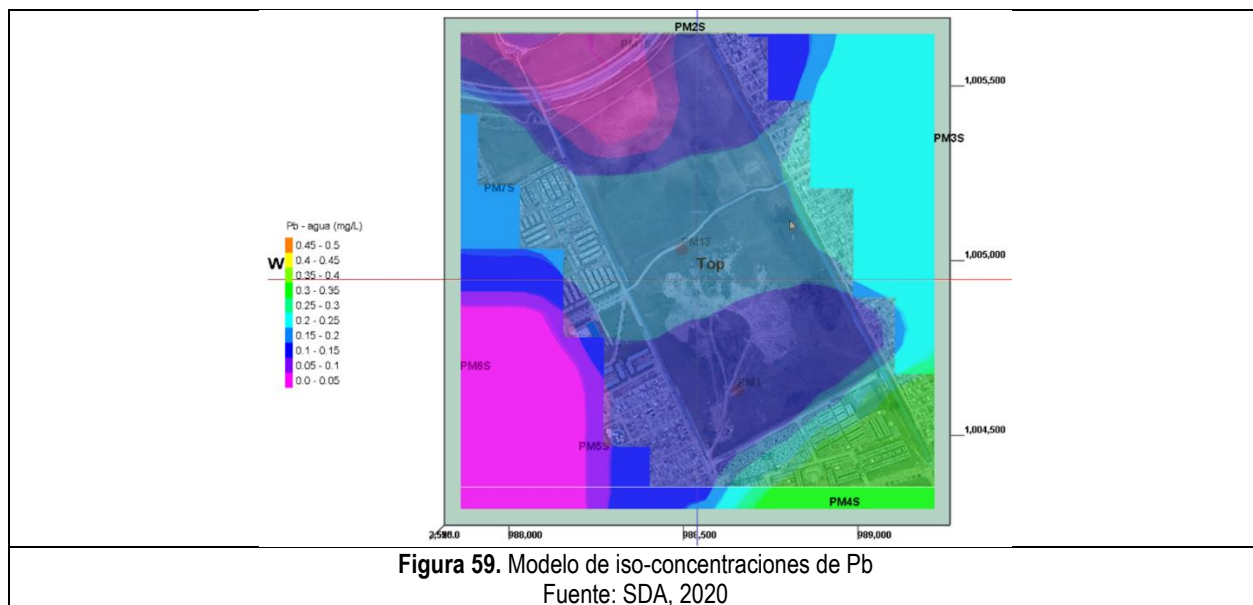 PM2S
1,005,500
PM3S
PM7S
PM13
Top
1,005,000
Pb - agua (mg/L)
0.45 - 0.5
0.4 - 0.45
0.35 - 0.4
0.3 - 0.35
0.25 - 0.3
0.2 - 0.25
0.15 - 0.2
0.1 - 0.15
0.05 - 0.1
0.0 - 0.05
W
PM6S
PM1
PM5S
1,004,500
PM4S
988,000
988,500
989,000
Figura 59. Modelo de iso-concentraciones de Pb
Fuente: SDA, 2020